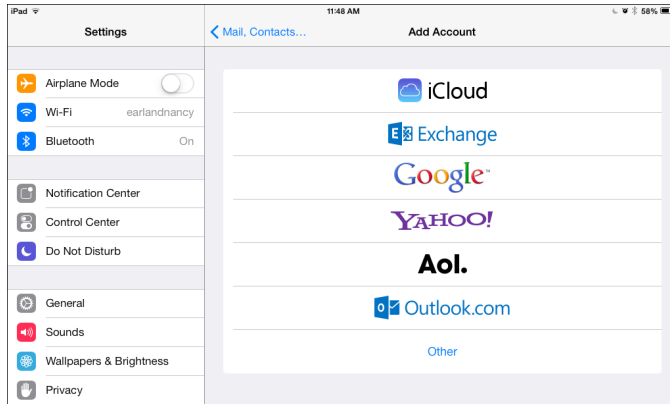 iPad 11:48 AM 58%
Settings
Mail, Contacts... Add Account
Airplane Mode
Wi-Fi earlandnancy
Bluetooth On
Notification Center
Control Center
Do Not Disturb
General
Sounds
Wallpapers & Brightness
Privacy
iCloud
E Exchange
Google™
YAHOO!
Aol.
o Outlook.com
Other